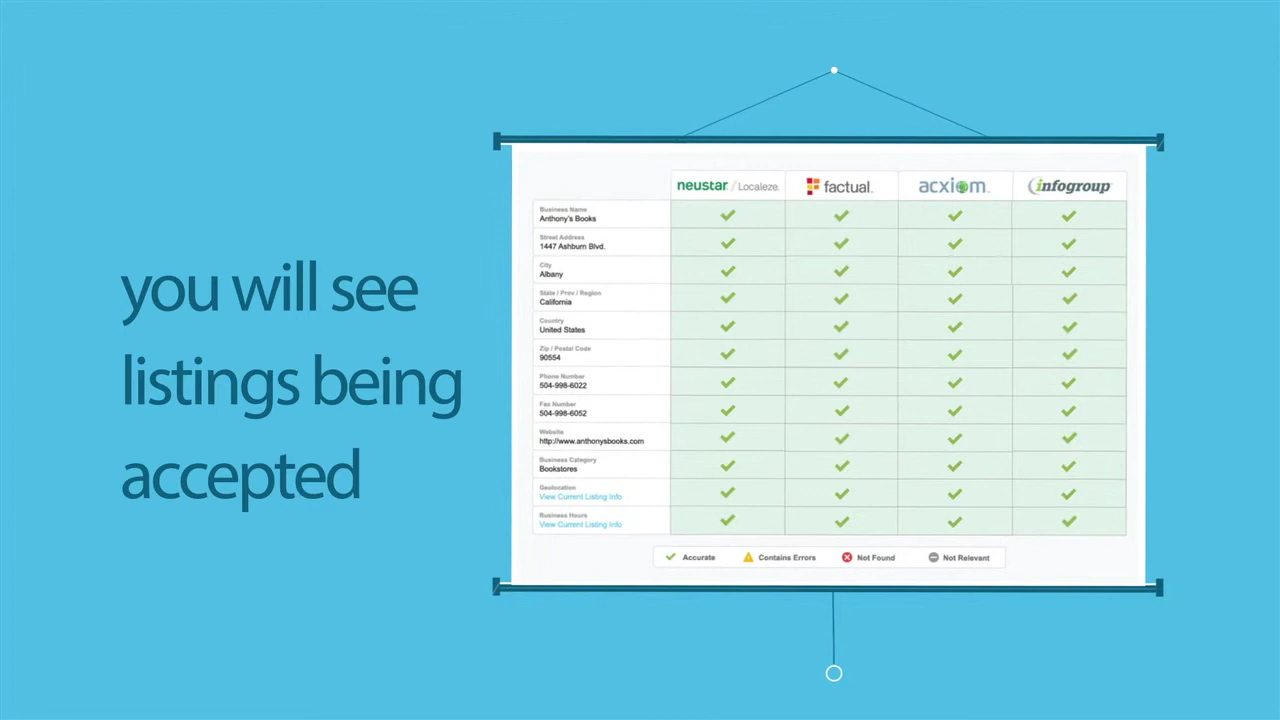 you will see
listings being
accepted
neustar / Localeze. factual. acxiom. infogroup
Business Name
Anthony's Books
Street Address
1447 Ashburn Blvd.
City
Albany
State / Prov / Region
California
Country
United States
Zip / Postal Code
90554
Phone Number
504-998-6022
Fax Number
504-998-6052
Website
http://www.anthonysbooks.com
Business Category
Bookstores
Geolocation
View Current Listing Info
Business Hours
View Current Listing Info
Accurate Contains Errors Not Found Not Relevant